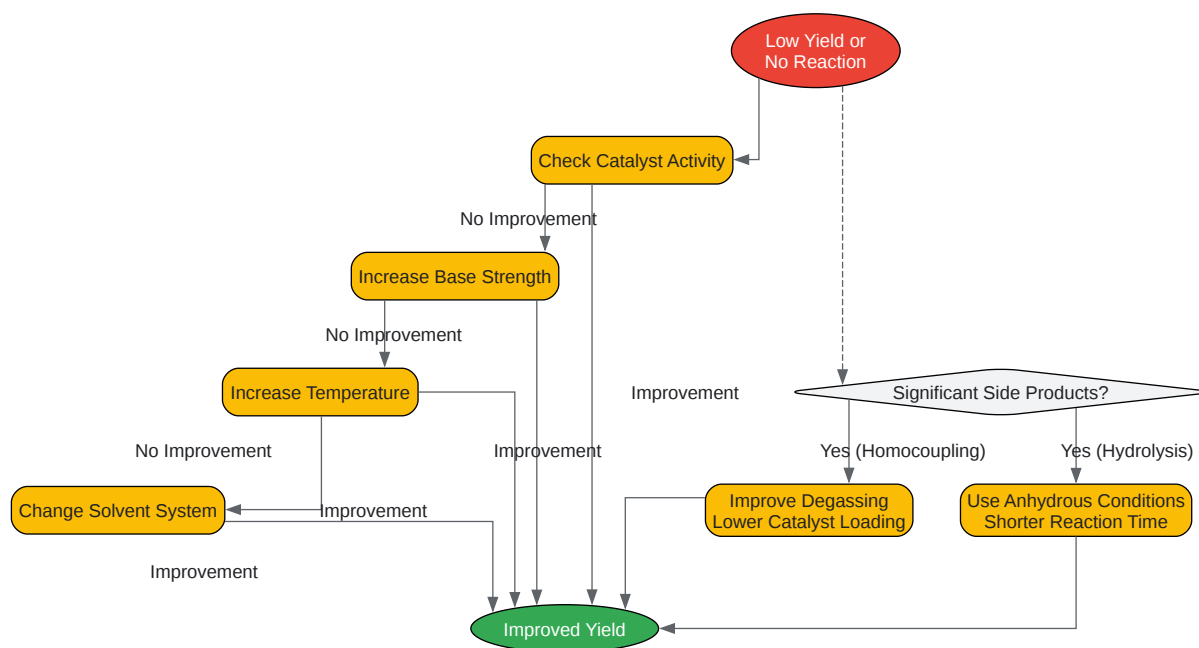 Low Yield or
No Reaction
Check Catalyst Activity
No Improvement
Increase Base Strength
No Improvement
Increase Temperature
Improvement
Significant Side Products?
No Improvement
Improvement
Yes (Homocoupling)
Yes (Hydrolysis)
Change Solvent System
Improvement
Improve Degassing
Lower Catalyst Loading
Use Anhydrous Conditions
Shorter Reaction Time
Improvement
Improved Yield